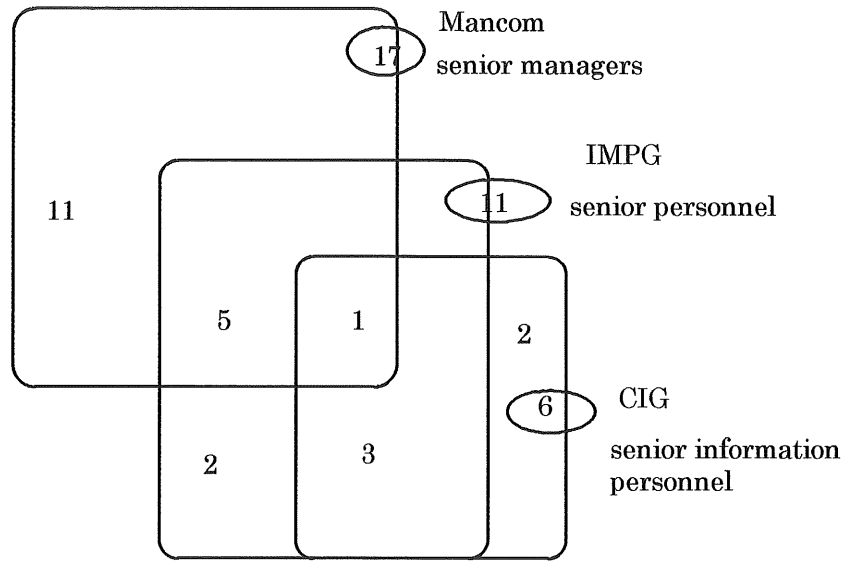 Mancom
17
senior managers
IMPG
11
senior personnel
11
5
1
2
6
CIG
2
3
senior information
personnel